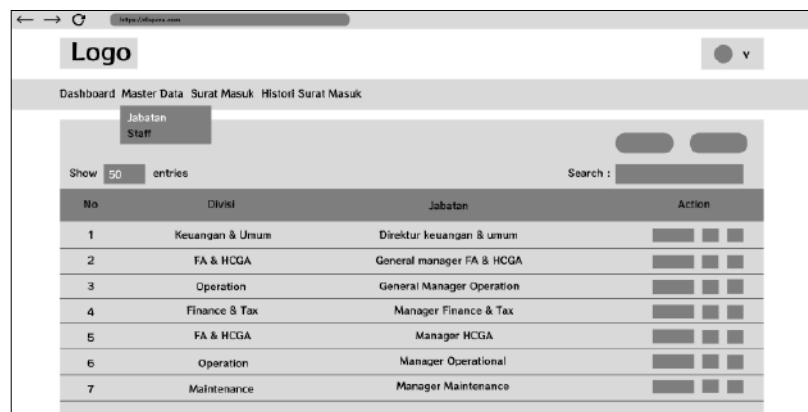 Logo
v
Dashboard Master Data Surat Masuk Histori Surat Masuk
Jabatan
Staff
Show 50 entries Search :
No Divisi Jabatan Action
1 Keuangan & Umum Direktur keuangan & umum
2 FA & HCGA General manager FA & HCGA
3 Operation General Manager Operation
4 Finance & Tax Manager Finance & Tax
5 FA & HCGA Manager HCGA
6 Operation Manager Operational
7 Maintenance Manager Maintenance